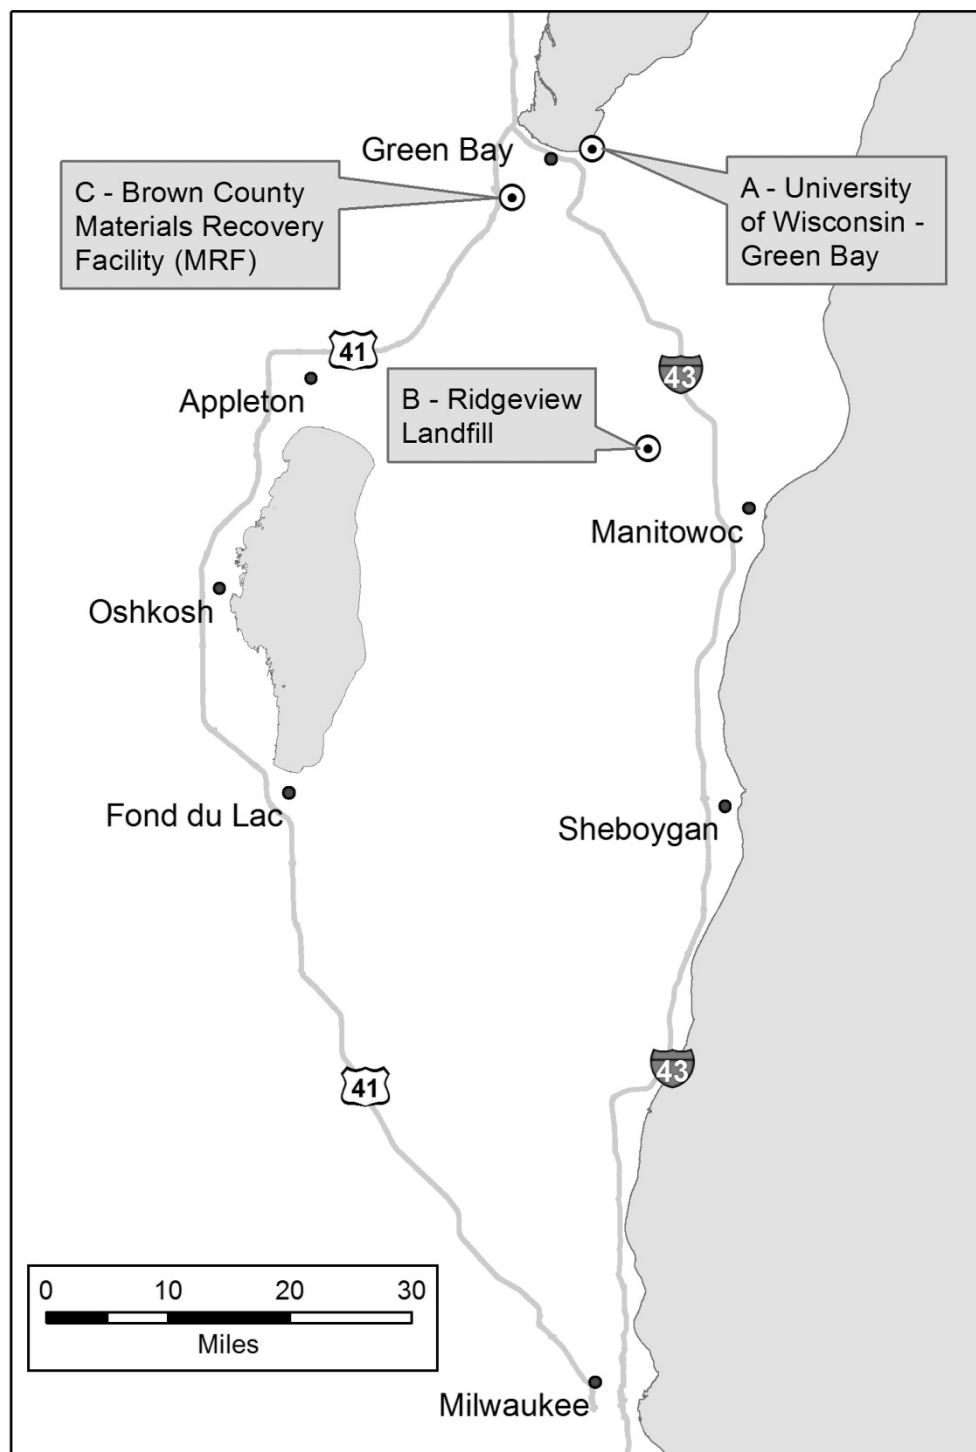 Green Bay
C - Brown County
Materials Recovery
Facility (MRF)
A - University
of Wisconsin -
Green Bay
41
43
Appleton
B - Ridgeview
Landfill
Manitowoc
Oshkosh
Fond du Lac
Sheboygan
43
41
0 10 20 30
Miles
Milwaukee